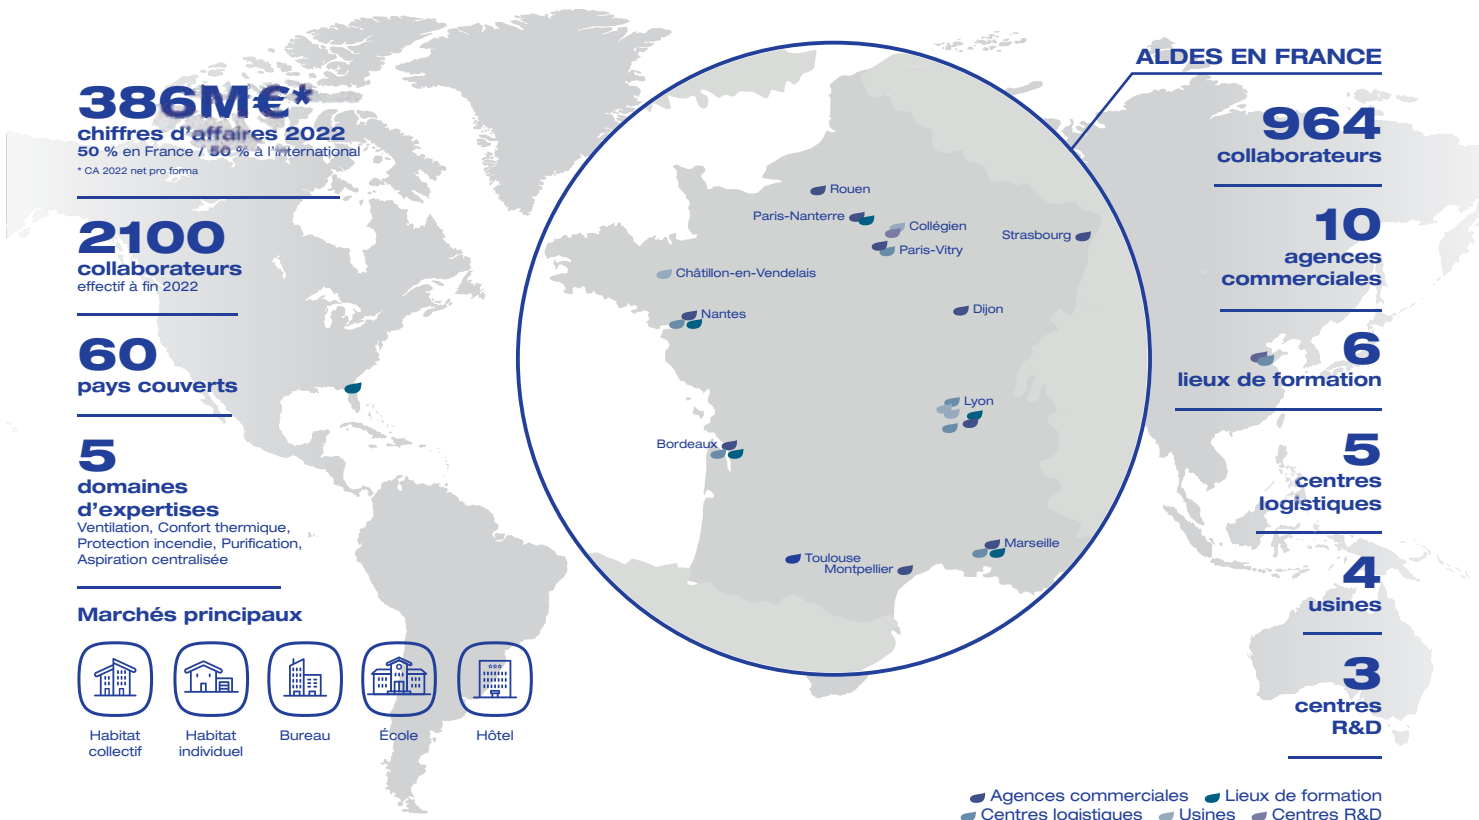 386M€*
chiffres d'affaires 2022
50 % en France / 50 % à l'international
* CA 2022 net pro forma
2100
collaborateurs
effectif à fin 2022
60
pays couverts
5
domaines
d'expertises
Ventilation, Confort thermique,
Protection incendie, Purification,
Aspiration centralisée
Marchés principaux
Habitat
collectif
Habitat
individuel
Bureau
École
Hôtel
Rouen
Paris-Nanterre
Collégien
Strasbourg
Paris-Vitry
Châtillon-en-Vendelais
Nantes
Dijon
Lyon
Bordeaux
Marseille
Toulouse
Montpellier
ALDES EN FRANCE
964
collaborateurs
10
agences
commerciales
6
lieux de formation
5
centres
logistiques
4
usines
3
centres
R&D
Agences commerciales Lieux de formation
Centres logistiques Usines Centres R&D